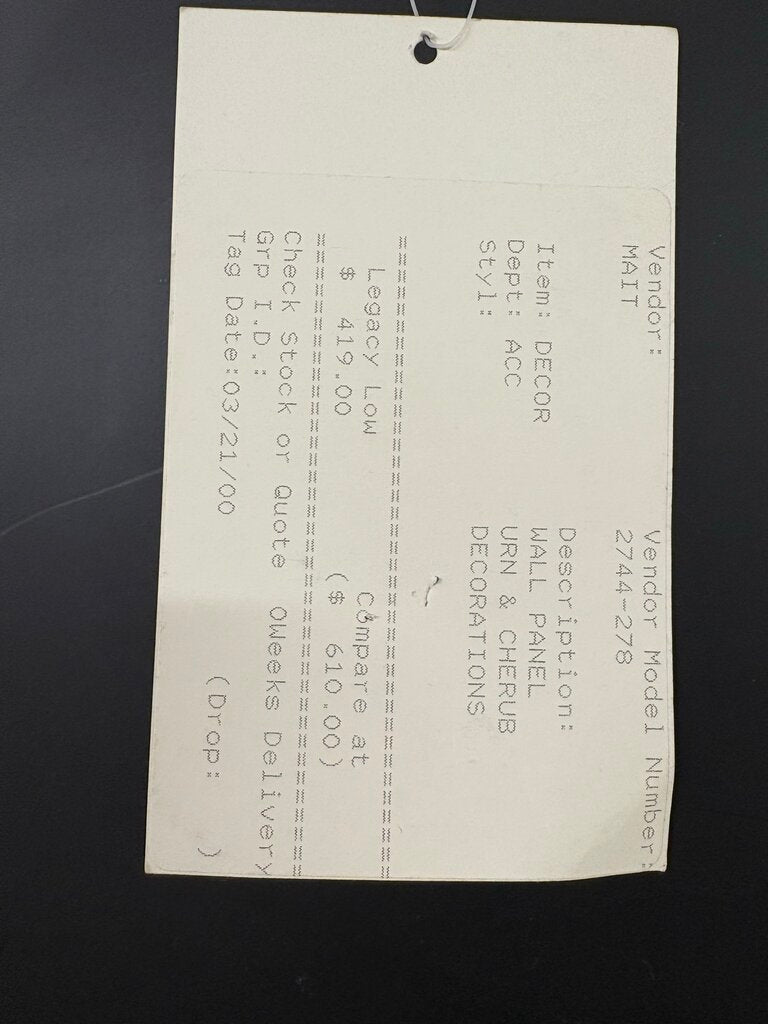 Vendor: Vendor Model Number:
MAIT 2744-278
Description:
Item: DECOR WALL PANEL
Dept: ACC URN & CHERUB
Styl: DECORATIONS
==================================================
Legacy Low Compare at
$ 419.00 ($ 610.00)
==================================================
Check Stock or Quote 0Weeks Delivery
Grp I.D.:
Tag Date:03/21/00 (Drop: )